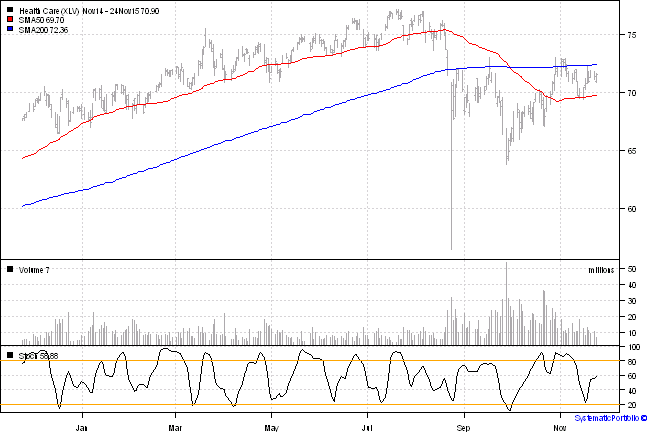 Health Care (XLV) Nov14 - 24Nov15 70.90
SMA50 69.70
SMA200 72.36
75
70
65
60
Volume 7
millions
50
40
30
20
10
100
80
60
40
20
Jan
Mar
May
Jul
Sep
Nov
SystematicPortfolio ©